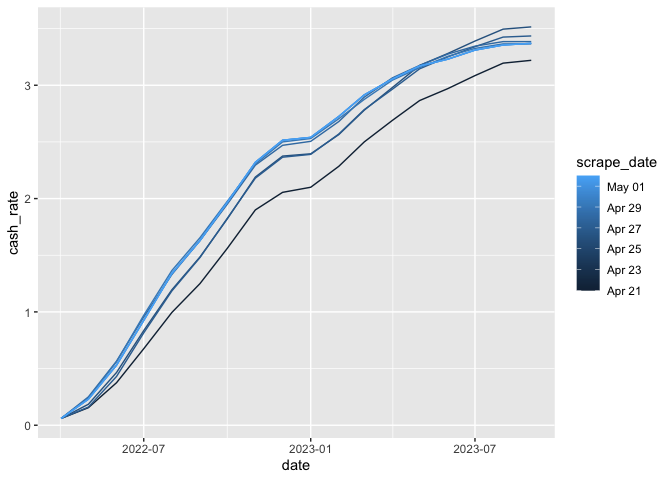 3
2
1
0
cash_rate
2022-07
2023-01
2023-07
date
scrape_date
May 01
Apr 29
Apr 27
Apr 25
Apr 23
Apr 21